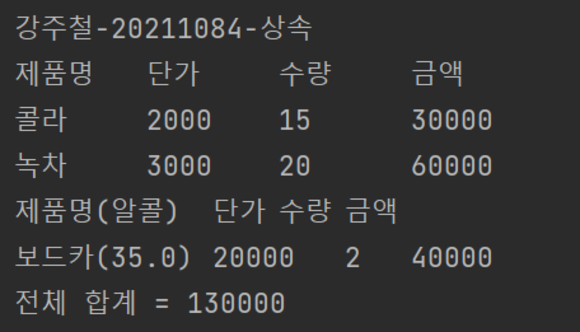 강주철-20211084-상속
제품명 단가 수량 금액
콜라 2000 15 30000
녹차 3000 20 60000
제품명(알콜) 단가 수량 금액
보드카(35.0) 20000 2 40000
전체 합계 = 130000